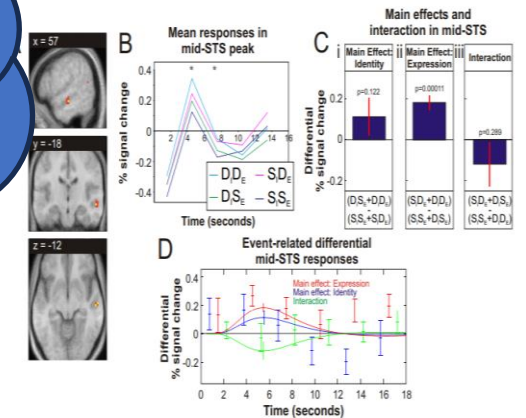 x = 57
y = -18
z = -12
B
Mean responses in
mid-STS peak
% signal change
0.4
0.2
0
-0.2
-0.4
* *
2 4 6 8 10 12 14 16
DIDE
SIDE
DISE
SISE
Time (seconds)
C
Main effects and
interaction in mid-STS
i
Main Effect:
Identity
ii
Main Effect:
Expression
iii
Interaction
Differential
% signal change
0.2
0
-0.2
p=0.122
p=0.00011
p=0.289
(DISE+DIDE)
(SISE+SIDE)
(SIDE+DIDE)
(SISE+DISE)
(SISE+DIDE)
(SIDE+DISE)
D
Event-related differential
mid-STS responses
Differential
% signal change
0.4
0.2
0
-0.2
Main effect: Expression
Main effect: Identity
Interaction
0 2 4 6 8 10 12 14 16 18
Time (seconds)